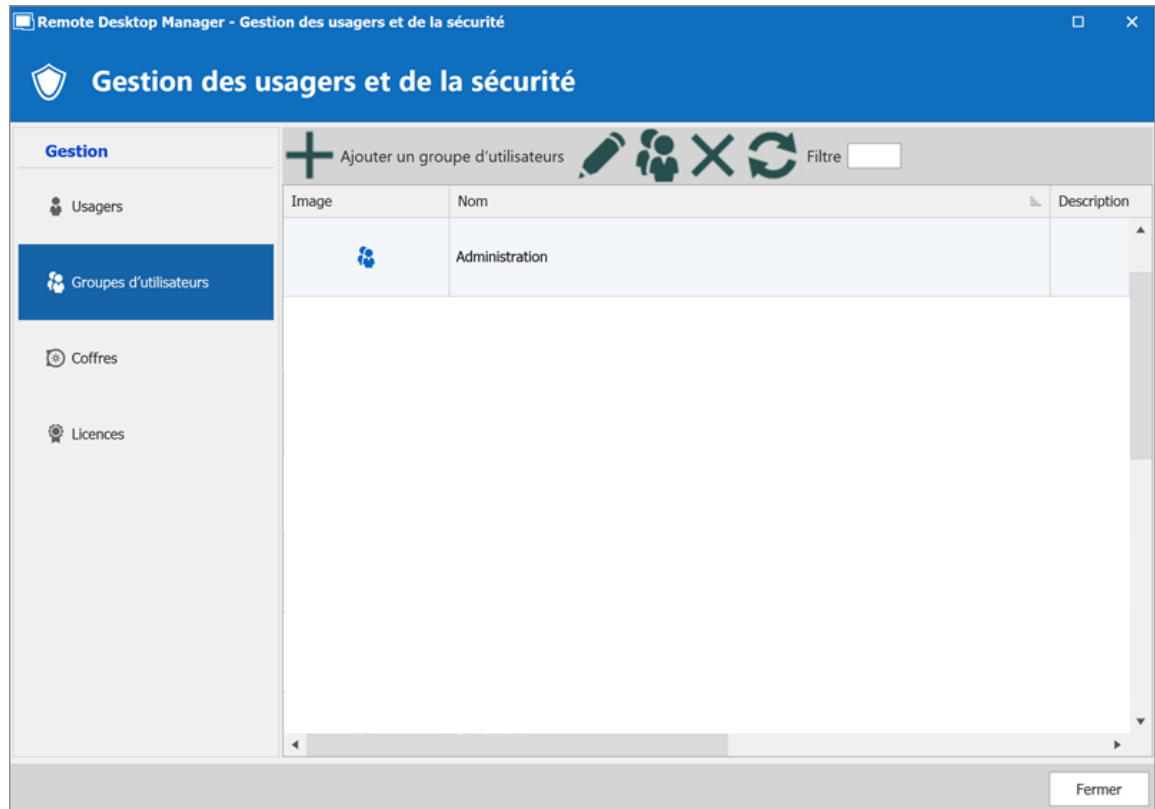 Remote Desktop Manager - Gestion des usagers et de la sécurité
Gestion des usagers et de la sécurité
Gestion
Ajouter un groupe d’utilisateurs
Filtre
Image
Nom
Description
Usagers
Administration
Groupes d’utilisateurs
Coffres
Licences
Fermer